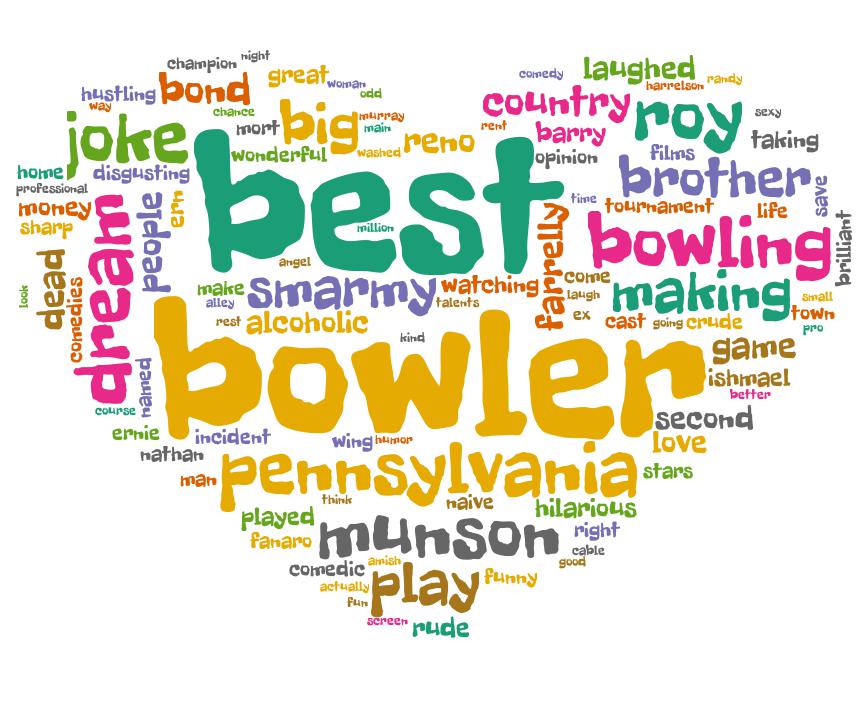 night
champion
great
woman
odd
hustling
bond
way
chance
murray
main
mort
big
joke
washed
reno
wonderful
comedy
laughed
harrelson
randy
country
rent
barry
roy
sexy
taking
opinion
films
brother
save
home
disgusting
professional
money
sharp
people
ern
best
million
angel
time
tournament
life
farrelly
bowling
brilliant
dream
dead
comedies
look
make
alley
smarmy
watching
talents
come
laugh
ex
making
small
town
pro
rest
alcoholic
cast
going
crude
kind
bowler
game
ishmael
better
named
course
second
love
ernie
incident
nathan
wing
humor
man
pennsylvania
stars
think
naive
hilarious
played
fanaro
munson
right
cable
good
comedic
amish
actually
play
funny
fun
screen
rude